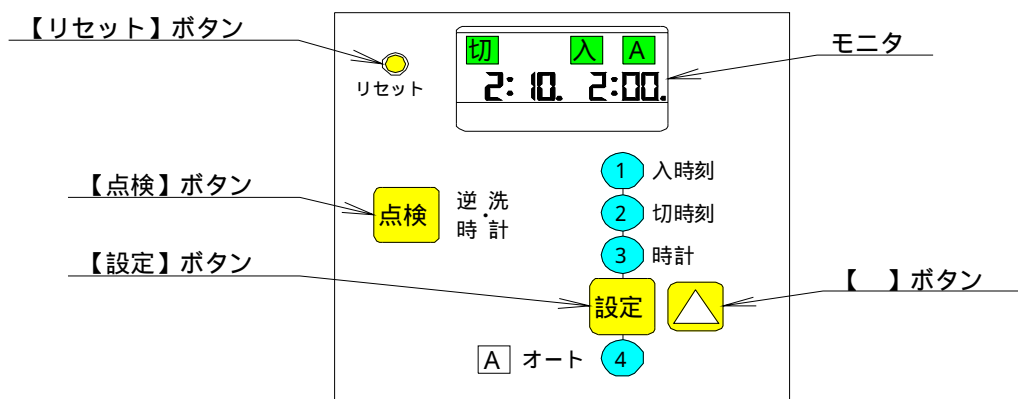 【リセット】ボタン
リセット
切 入 A
2:10. 2:00.
モニタ
【点検】ボタン
点検
逆・洗
時計
1 入時刻
2 切時刻
3 時計
【設定】ボタン
設定
【　】ボタン
A オート 4